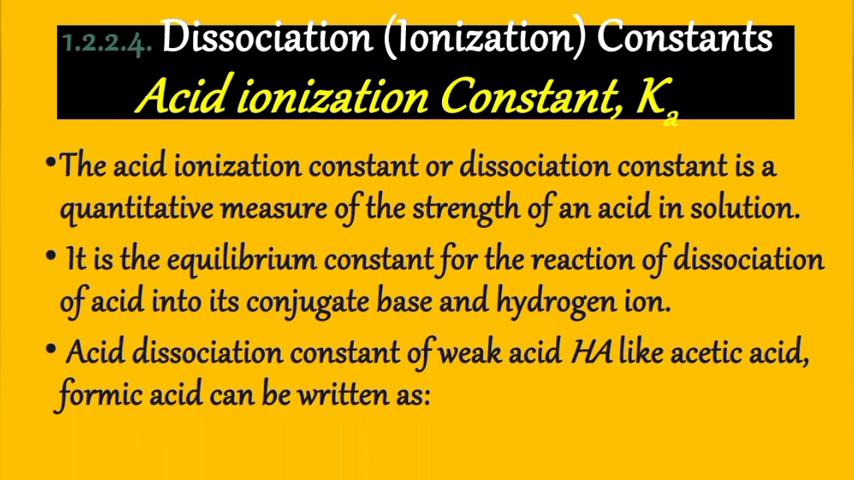 1.2.2.4. Dissociation (Ionization) Constants
Acid ionization Constant, Kₐ
•The acid ionization constant or dissociation constant is a
quantitative measure of the strength of an acid in solution.
• It is the equilibrium constant for the reaction of dissociation
of acid into its conjugate base and hydrogen ion.
• Acid dissociation constant of weak acid HA like acetic acid,
formic acid can be written as: